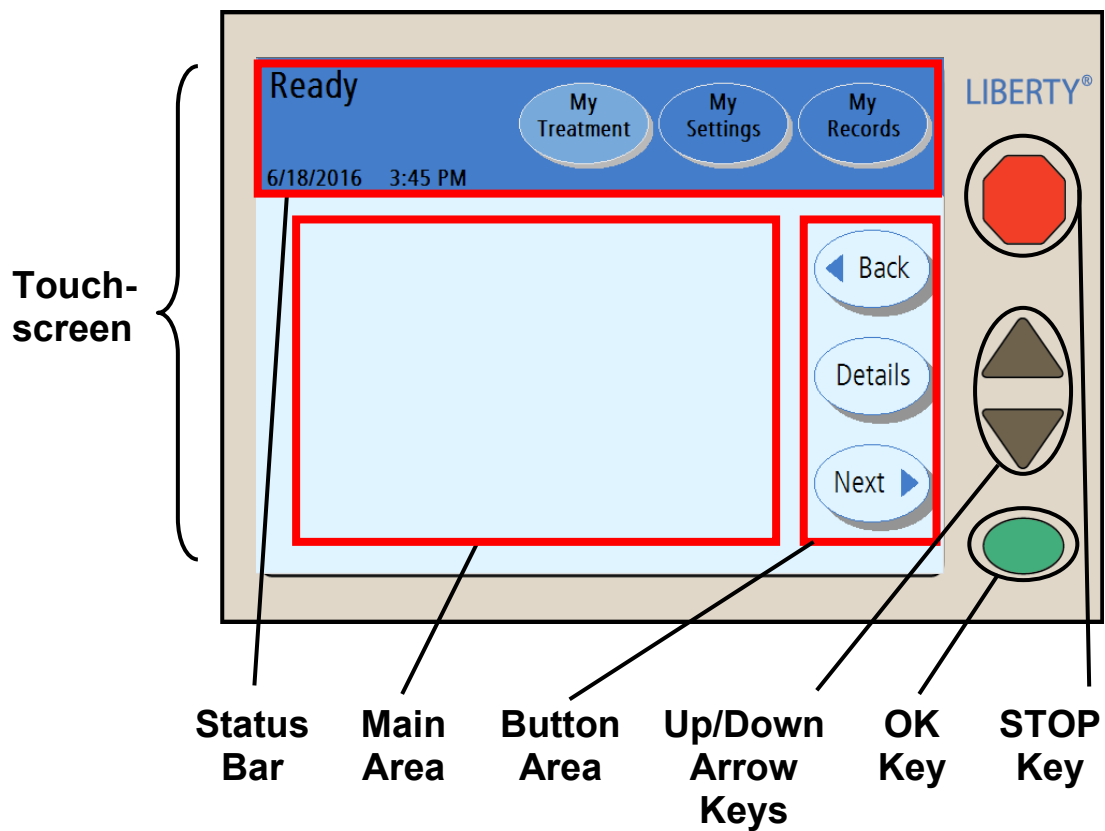 Ready
My
Treatment
My
Settings
My
Records
6/18/2016 3:45 PM
LIBERTY®
Back
Details
Next
Touch-
screen
Status
Bar
Main
Area
Button
Area
Up/Down
Arrow
Keys
OK
Key
STOP
Key